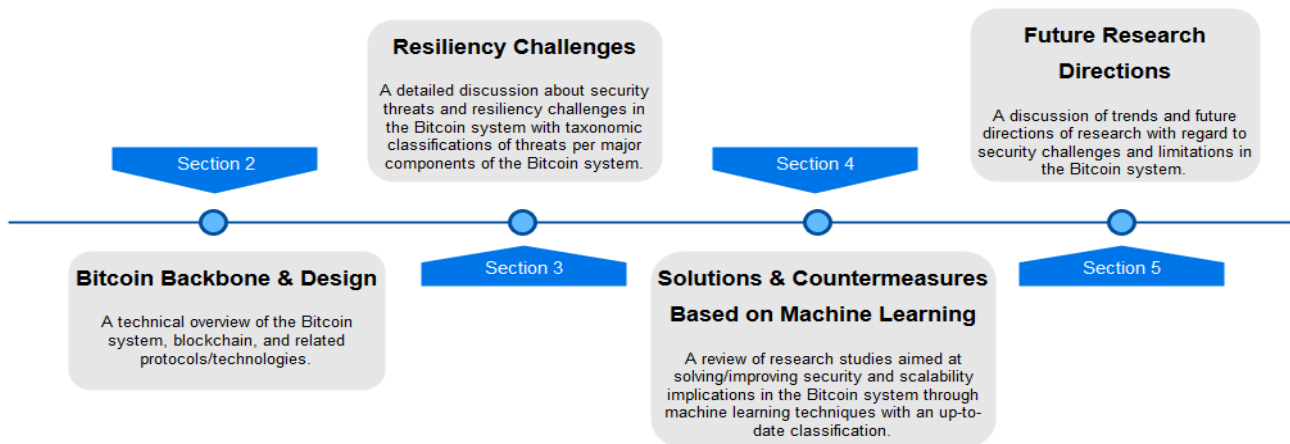 Section 2
Bitcoin Backbone & Design
A technical overview of the Bitcoin
system, blockchain, and related
protocols/technologies.
Resiliency Challenges
A detailed discussion about security
threats and resiliency challenges in
the Bitcoin system with taxonomic
classifications of threats per major
components of the Bitcoin system.
Section 3
Section 4
Solutions & Countermeasures
Based on Machine Learning
A review of research studies aimed at
solving/improving security and scalability
implications in the Bitcoin system through
machine learning techniques with an up-to-
date classification.
Future Research
Directions
A discussion of trends and future
directions of research with regard to
security challenges and limitations in
the Bitcoin system.
Section 5